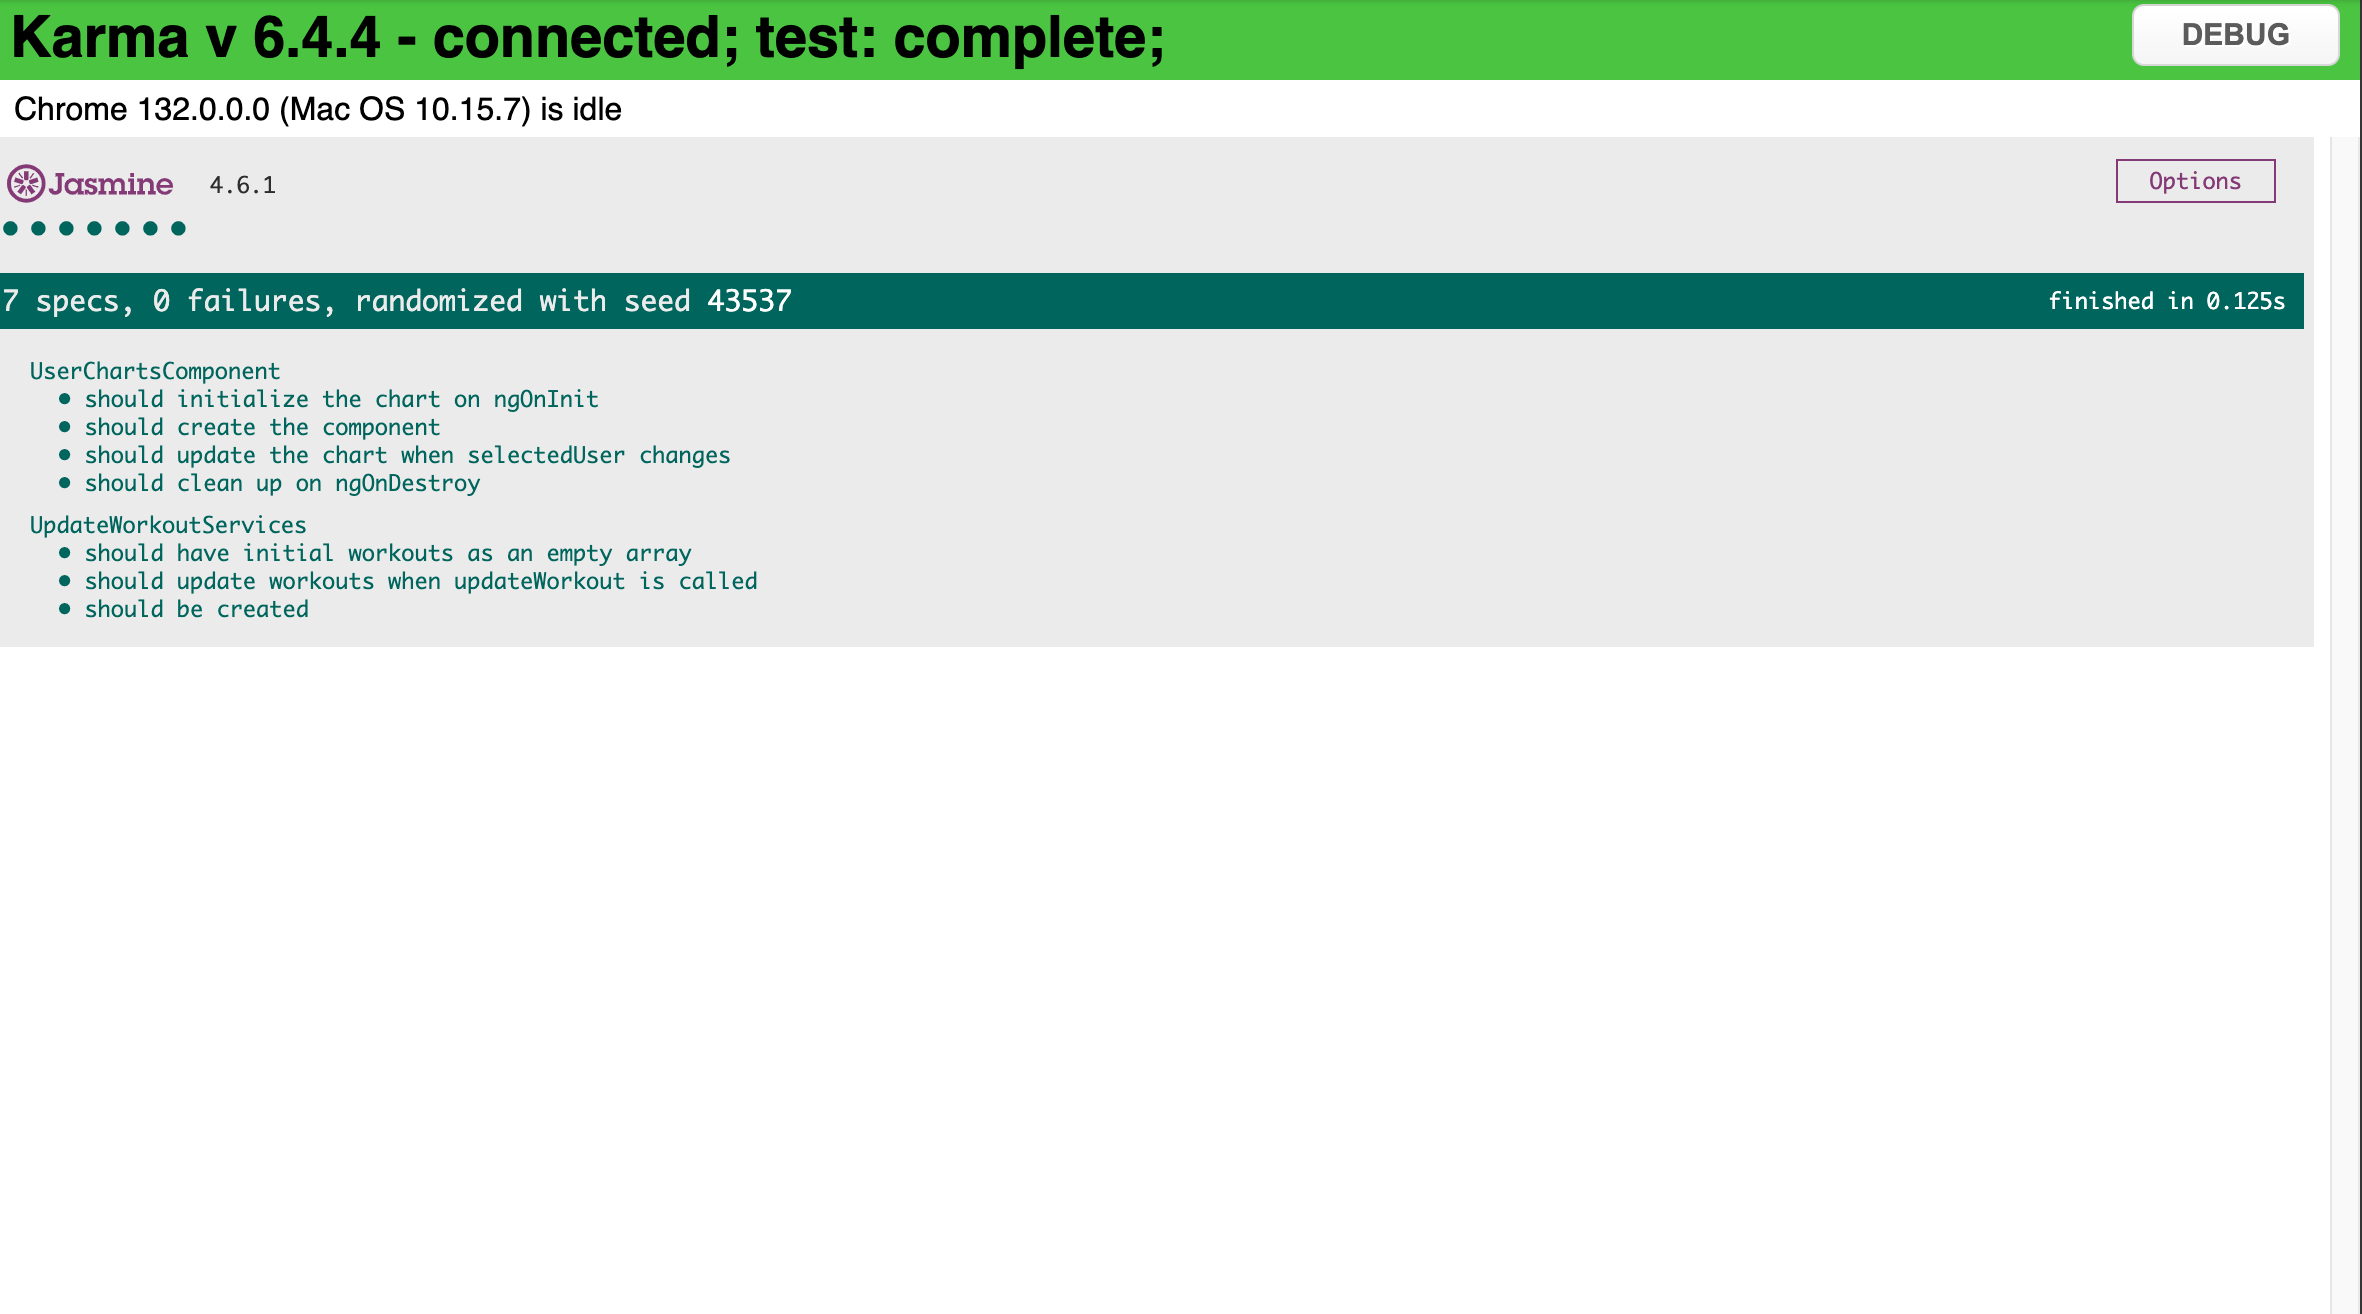 Karma v 6.4.4 - connected; test: complete;
DEBUG
Chrome 132.0.0.0 (Mac OS 10.15.7) is idle
Jasmine 4.6.1
Options
7 specs, 0 failures, randomized with seed 43537
finished in 0.125s
UserChartsComponent
• should initialize the chart on ngOnInit
• should create the component
• should update the chart when selectedUser changes
• should clean up on ngOnDestroy
UpdateWorkoutServices
• should have initial workouts as an empty array
• should update workouts when updateWorkout is called
• should be created